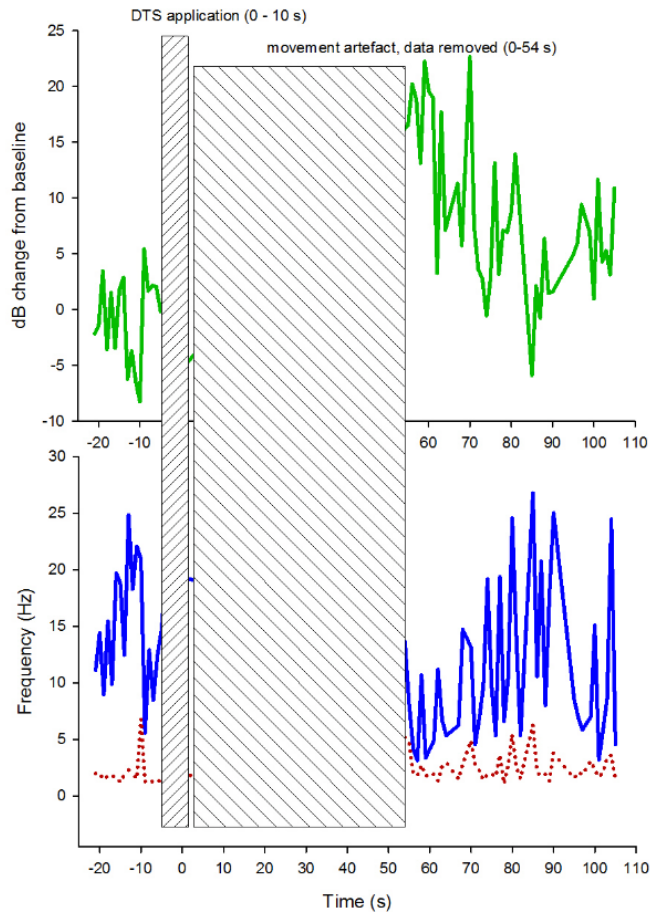 DTS application (0 - 10 s)
movement artefact, data removed (0-54 s)
dB change from baseline
25
20
15
10
5
0
-5
-10
-20 -10 0 10 20 30 40 50 60 70 80 90 100 110
Frequency (Hz)
30
25
20
15
10
5
0
-20 -10 0 10 20 30 40 50 60 70 80 90 100 110
Time (s)